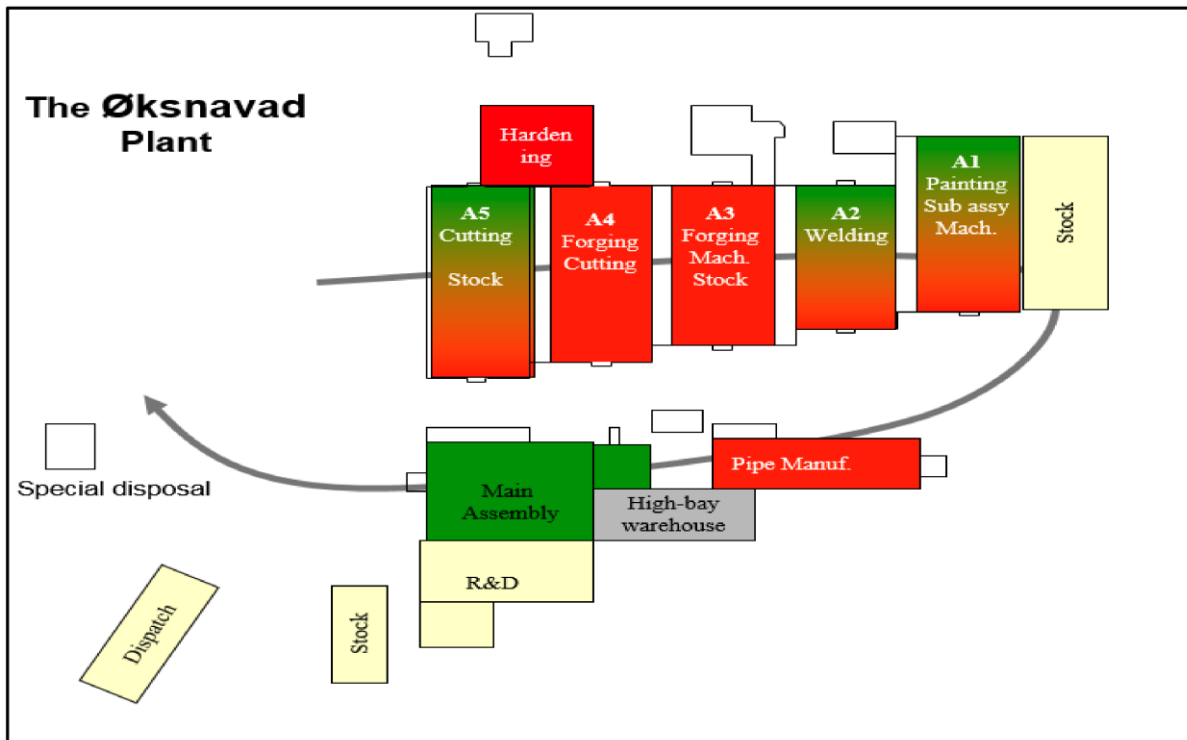 The Øksnavad
Plant
Harden
ing
A5
Cutting
Stock
A4
Forging
Cutting
A3
Forging
Mach.
Stock
A2
Welding
A1
Painting
Sub assy
Mach.
Stock
Special disposal
Main
Assembly
High-bay
warehouse
Pipe Manuf.
R&D
Dispatch
Stock